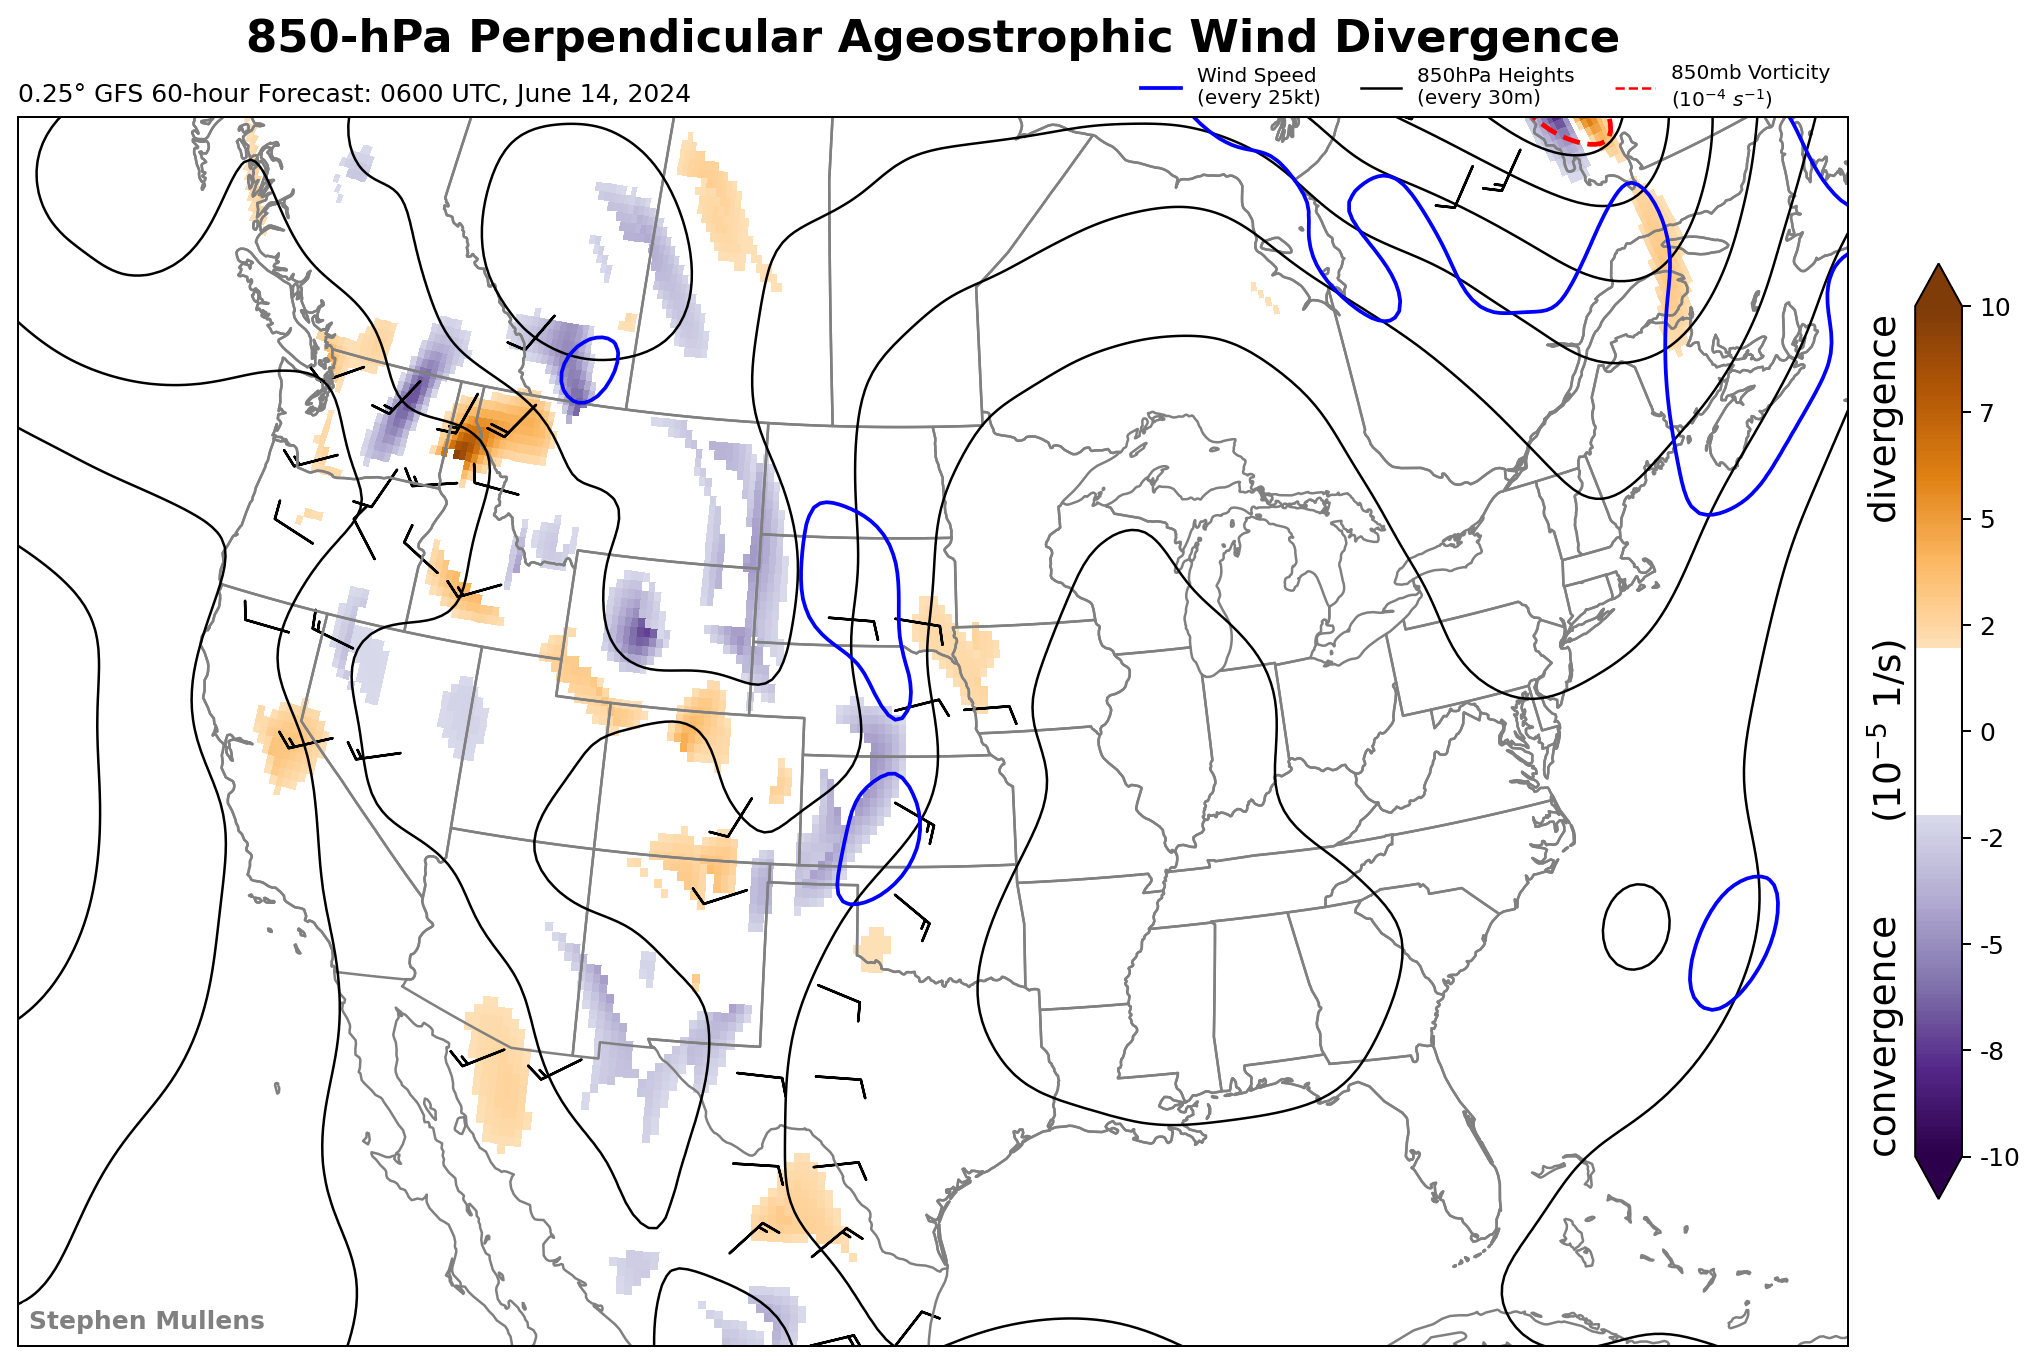 850-hPa Perpendicular Ageostrophic Wind Divergence
0.25° GFS 60-hour Forecast: 0600 UTC, June 14, 2024
Wind Speed
(every 25kt)
850hPa Heights
(every 30m)
850mb Vorticity
(10⁻⁴ s⁻¹)
10
7
5
2
0
-2
-5
-8
-10
convergence (10⁻⁵ 1/s) divergence
Stephen Mullens